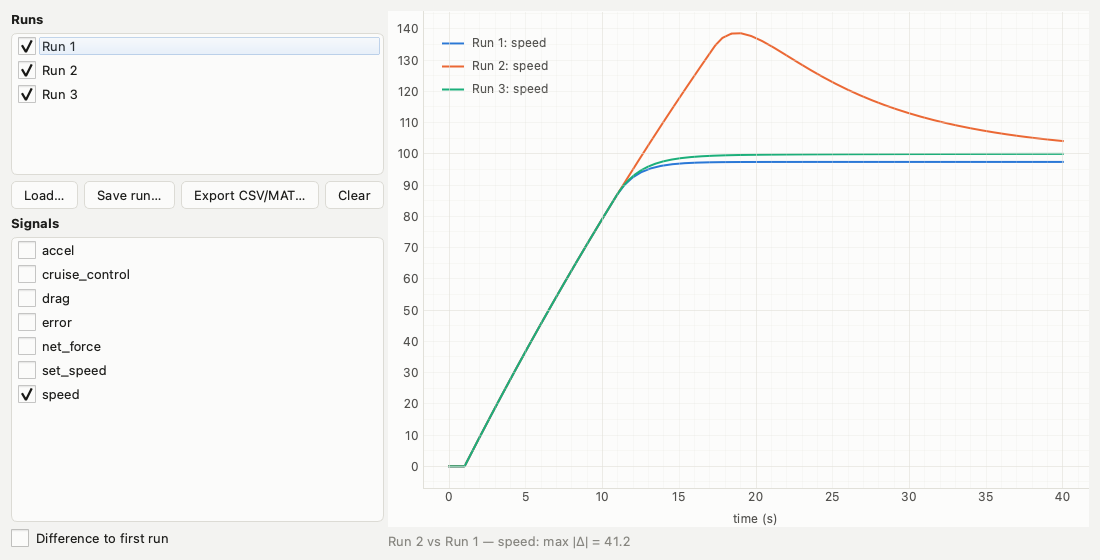 Runs
Run 1
Run 2
Run 3
Load...
Save run...
Export CSV/MAT...
Clear
Signals
accel
cruise_control
drag
error
net_force
set_speed
speed
Difference to first run
140
130
120
110
100
90
80
70
60
50
40
30
20
10
0
Run 1: speed
Run 2: speed
Run 3: speed
0 5 10 15 20 25 30 35 40
time (s)
Run 2 vs Run 1 — speed: max |Δ| = 41.2